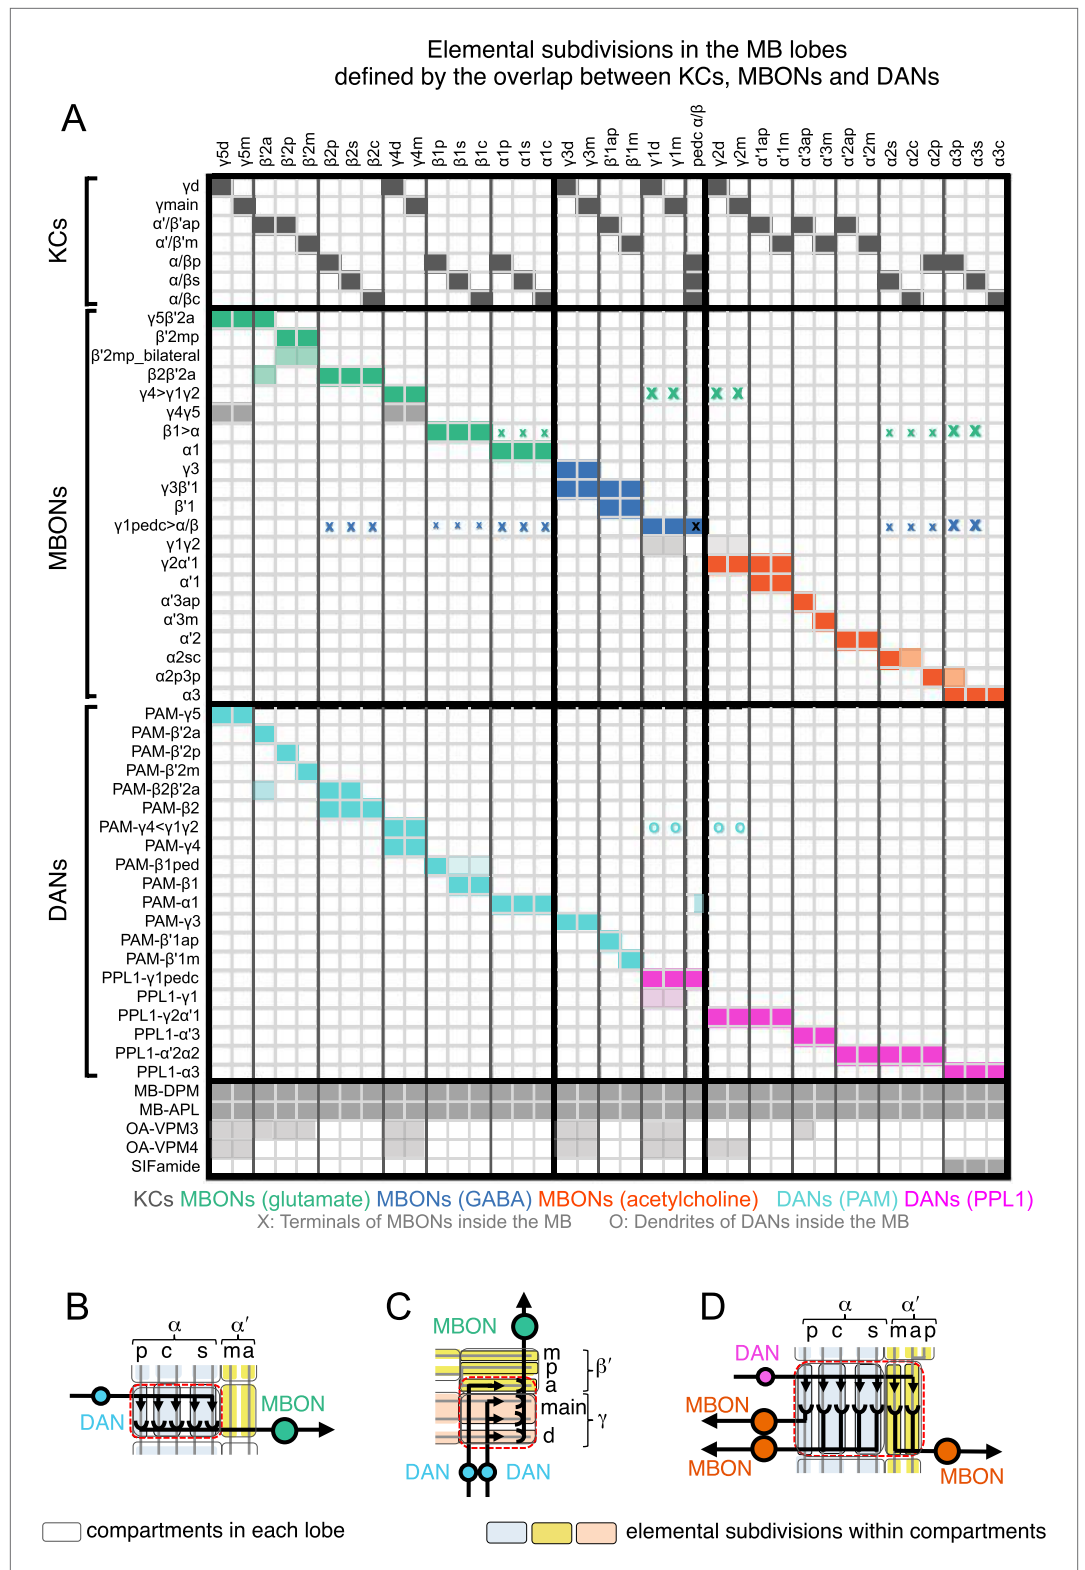 Elemental subdivisions in the MB lobes
defined by the overlap between KCs, MBONs and DANs
A
γ5d γ5m β'2a β'2p β'2m β2p β2s β2c γ4d γ4m β1p β1s β1c α1p α1s α1c γ3d γ3m β'1ap β'1m γ1d γ1m pedc α/β γ2d γ2m α'1ap α'1m α'3ap α'3m α'2ap α'2m α2s α2c α2p α3p α3s α3c
KCs
γd
γmain
α'/β'ap
α'/β'm
α/βp
α/βs
α/βc
MBONs
γ5β'2a
β'2mp
β'2mp_bilateral
β2β'2a
γ4>γ1γ2 X X X X
γ4γ5
β1>α x x x x x x X X
α1
γ3
γ3β'1
β'1
γ1pedc>α/β x x x x x x x x x x x x x X X
γ1γ2
γ2α'1
α'1
α'3ap
α'3m
α'2
α2sc
α2p3p
α3
DANs
PAM-γ5
PAM-β'2a
PAM-β'2p
PAM-β'2m
PAM-β2β'2a
PAM-β2
PAM-γ4<γ1γ2 O O O O
PAM-γ4
PAM-β1ped
PAM-β1
PAM-α1
PAM-γ3
PAM-β'1ap
PAM-β'1m
PPL1-γ1pedc
PPL1-γ1
PPL1-γ2α'1
PPL1-α'3
PPL1-α'2α2
PPL1-α3
MB-DPM
MB-APL
OA-VPM3
OA-VPM4
SIFamide
KCs MBONs (glutamate) MBONs (GABA) MBONs (acetylcholine) DANs (PAM) DANs (PPL1)
X: Terminals of MBONs inside the MB O: Dendrites of DANs inside the MB
B
α α'
p c s m a
DAN
MBON
C
MBON
m
p
a
β'
main
d
γ
DAN DAN
D
α α'
p c s m a p
DAN
MBON
MBON
MBON
compartments in each lobe
elemental subdivisions within compartments